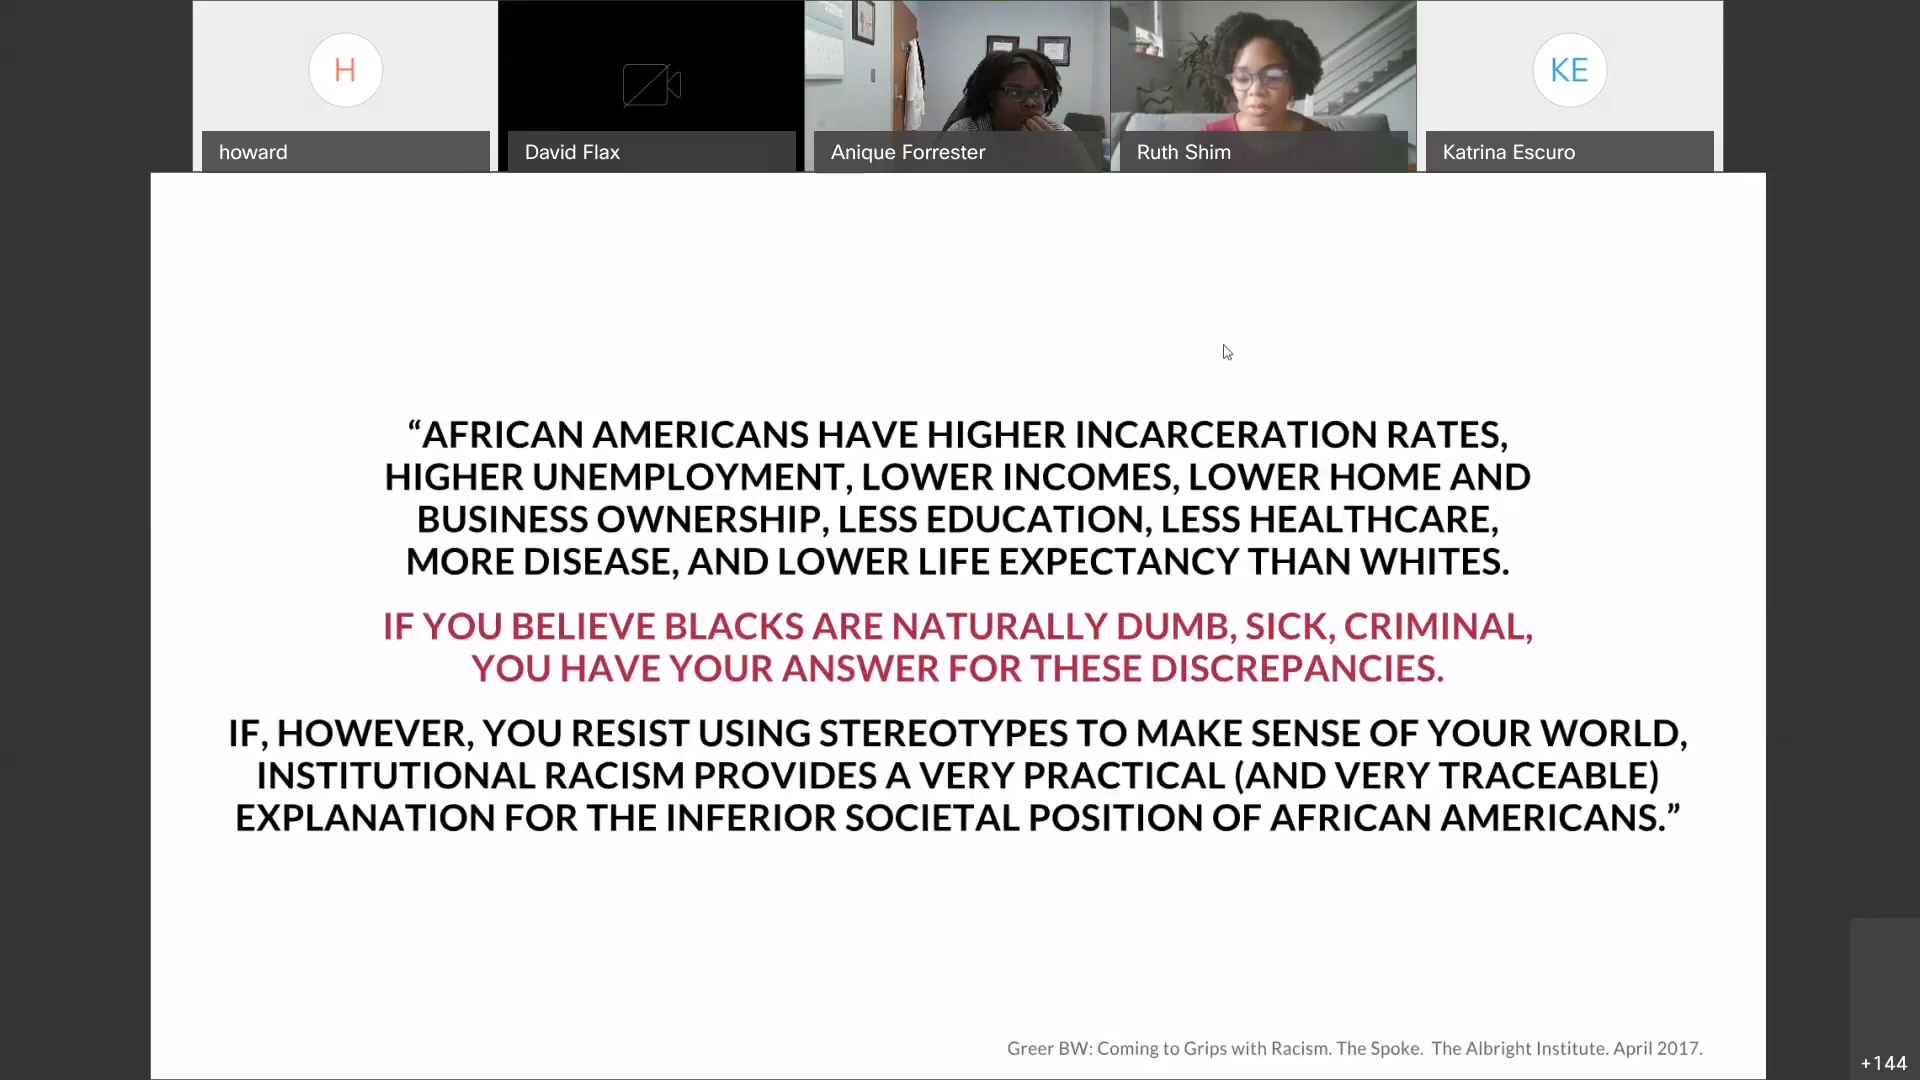 H
KE
howard
David Flax
Anique Forrester
Ruth Shim
Katrina Escuro
“AFRICAN AMERICANS HAVE HIGHER INCARCERATION RATES,
HIGHER UNEMPLOYMENT, LOWER INCOMES, LOWER HOME AND
BUSINESS OWNERSHIP, LESS EDUCATION, LESS HEALTHCARE,
MORE DISEASE, AND LOWER LIFE EXPECTANCY THAN WHITES.
IF YOU BELIEVE BLACKS ARE NATURALLY DUMB, SICK, CRIMINAL,
YOU HAVE YOUR ANSWER FOR THESE DISCREPANCIES.
IF, HOWEVER, YOU RESIST USING STEREOTYPES TO MAKE SENSE OF YOUR WORLD,
INSTITUTIONAL RACISM PROVIDES A VERY PRACTICAL (AND VERY TRACEABLE)
EXPLANATION FOR THE INFERIOR SOCIETAL POSITION OF AFRICAN AMERICANS.”
Greer BW: Coming to Grips with Racism. The Spoke. The Albright Institute. April 2017.
+144